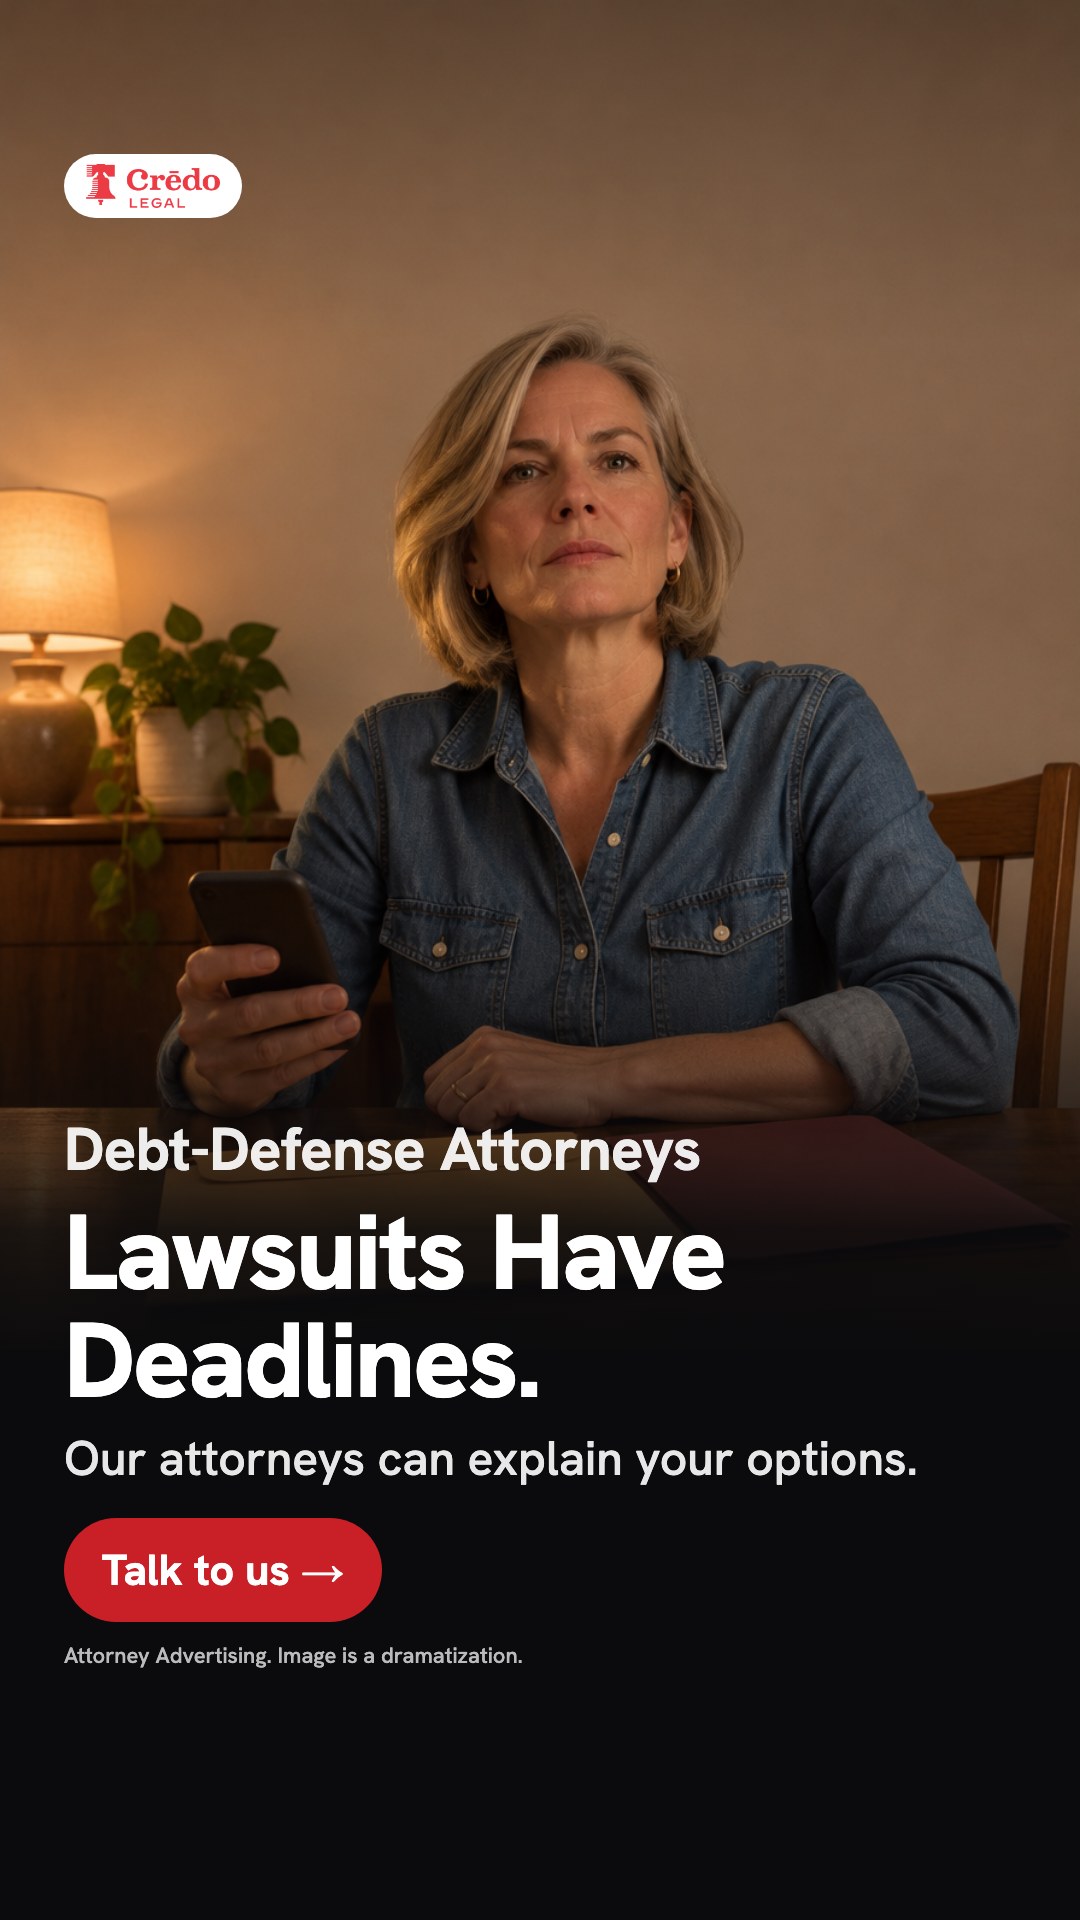 Crēdo
LEGAL
Debt-Defense Attorneys
Lawsuits Have
Deadlines.
Our attorneys can explain your options.
Talk to us →
Attorney Advertising. Image is a dramatization.